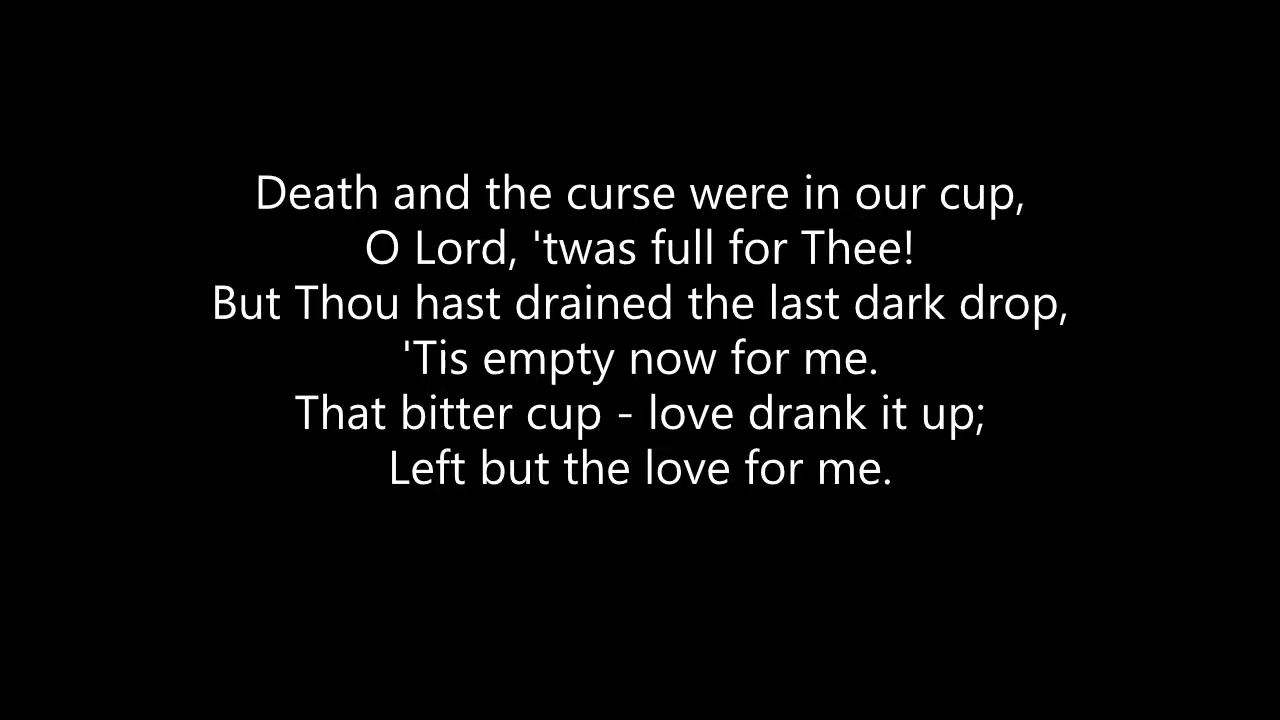 Death and the curse were in our cup,
O Lord, 'twas full for Thee!
But Thou hast drained the last dark drop,
'Tis empty now for me.
That bitter cup - love drank it up;
Left but the love for me.